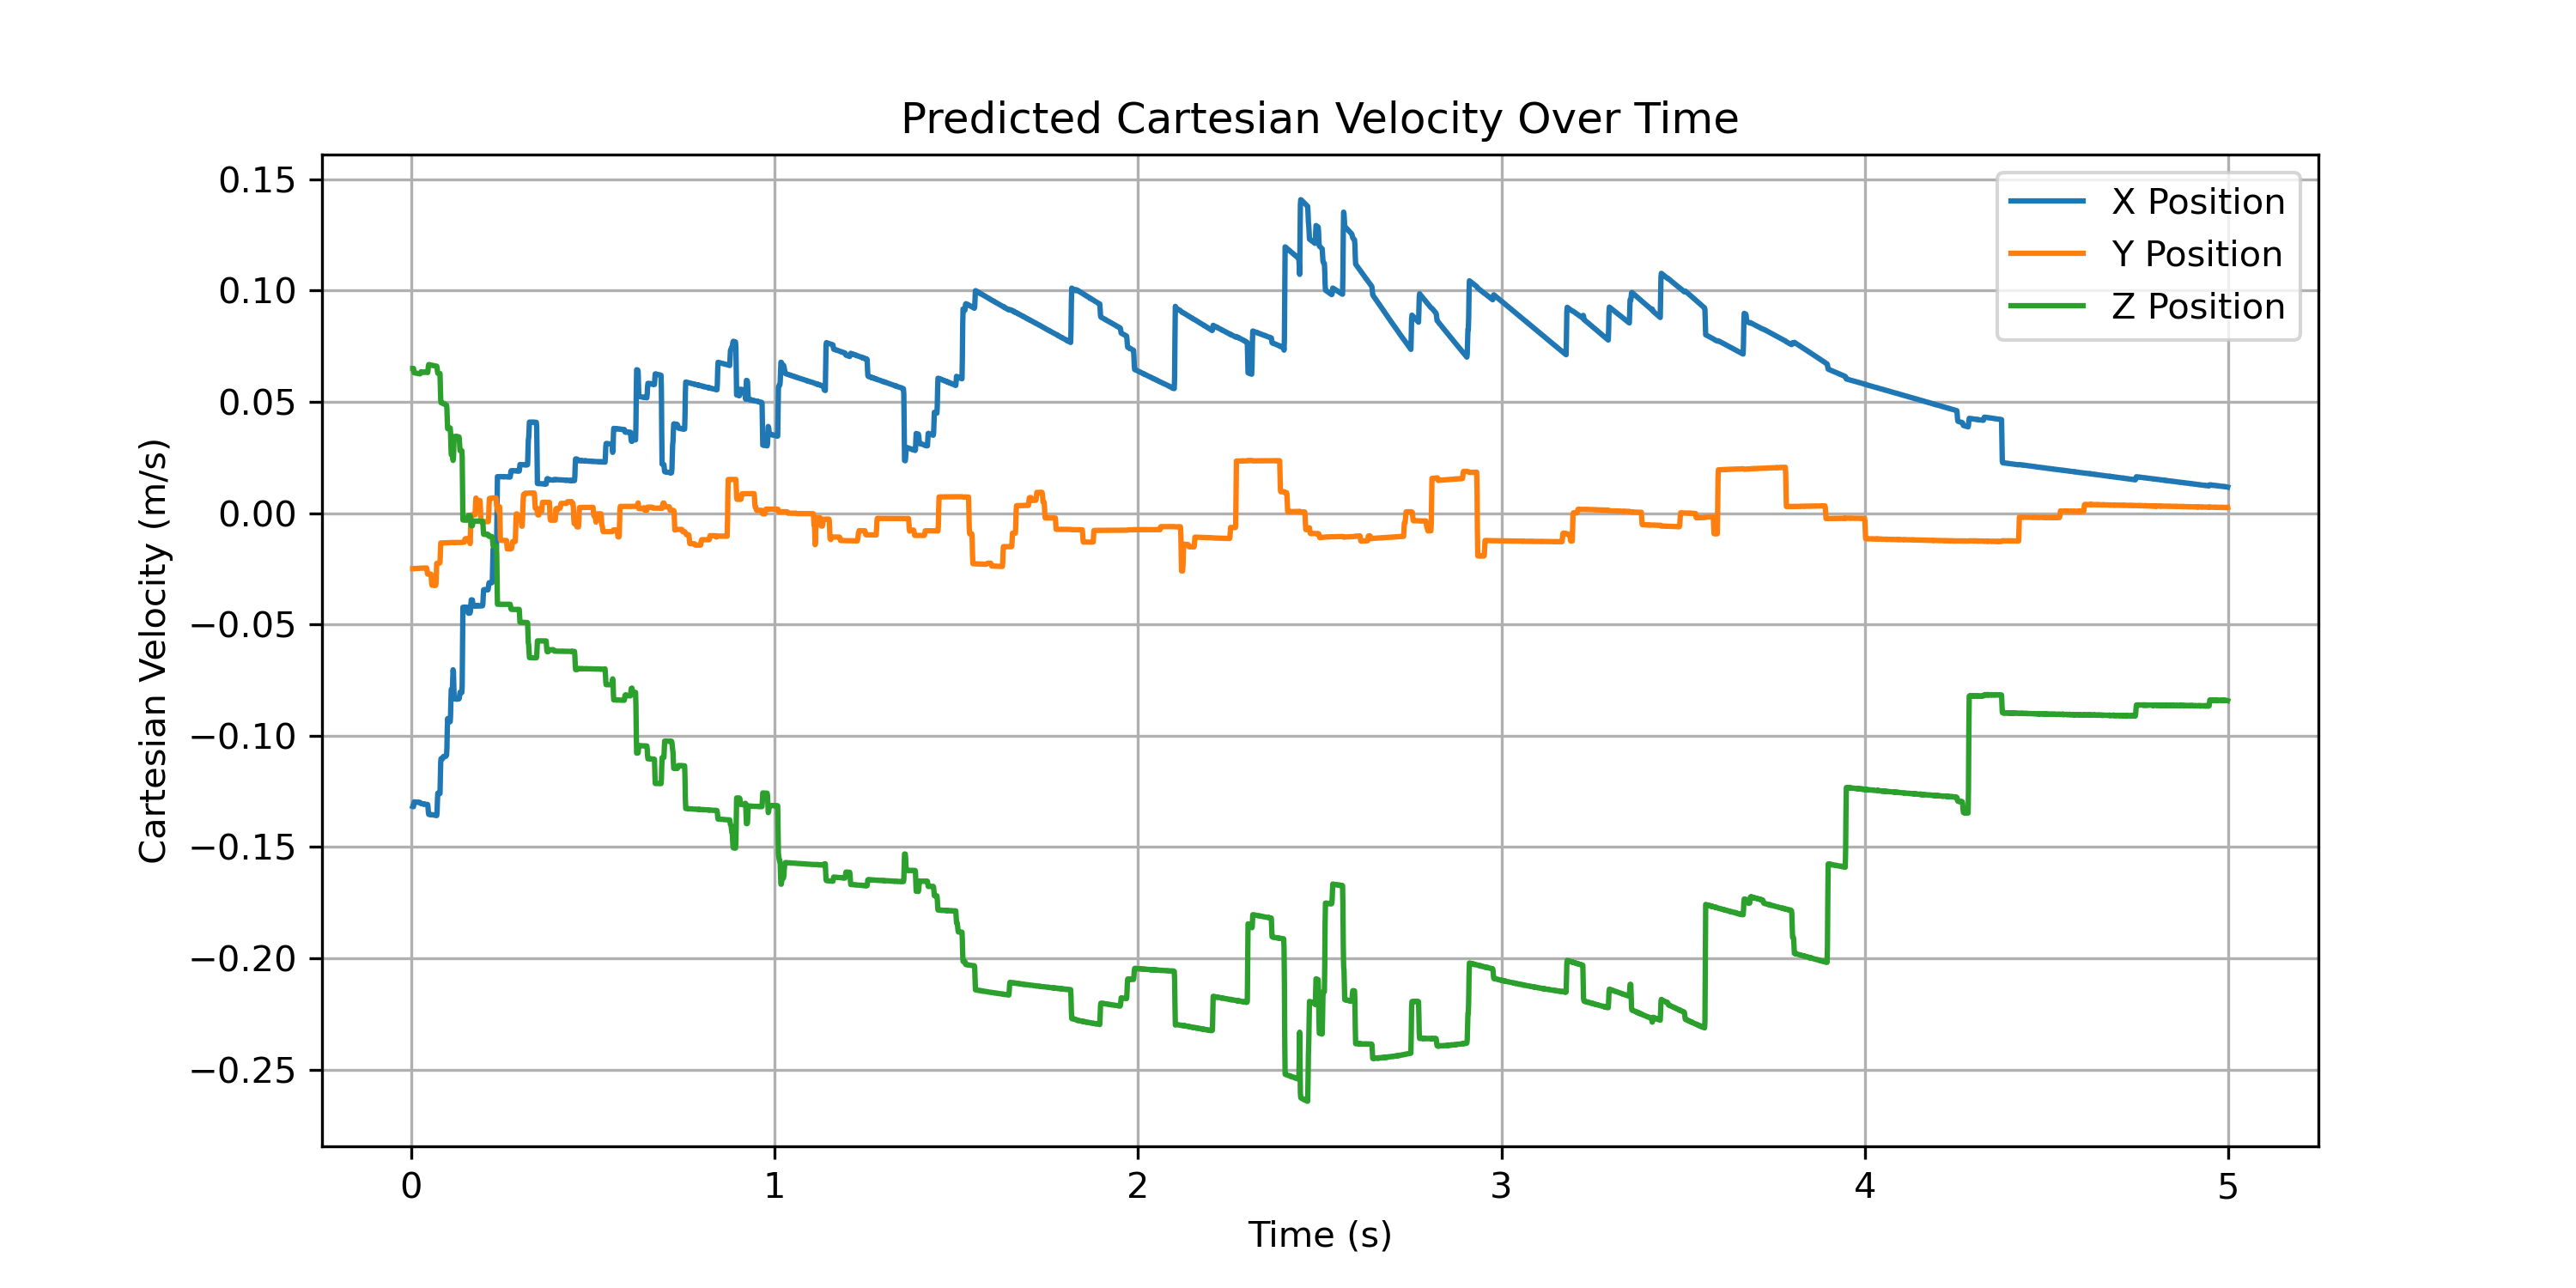 Predicted Cartesian Velocity Over Time
0.15
0.10
0.05
0.00
−0.05
−0.10
−0.15
−0.20
−0.25
Cartesian Velocity (m/s)
X Position
Y Position
Z Position
0 1 2 3 4 5
Time (s)